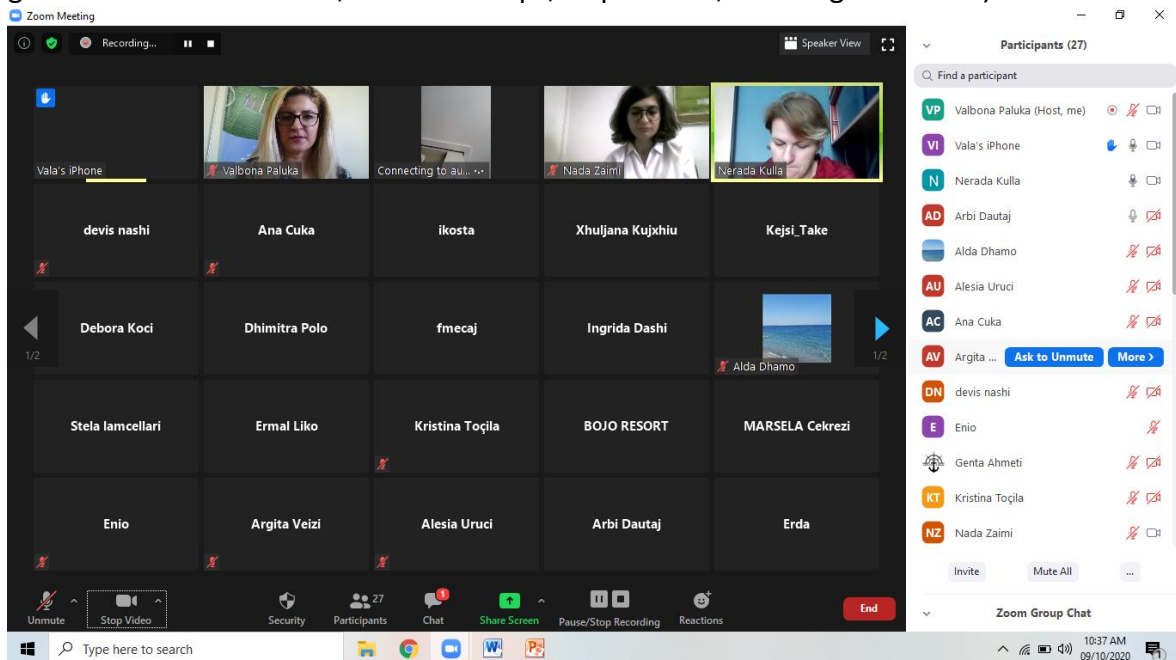 Zoom Meeting
Recording...
Speaker View
Vala's iPhone
Valbona Paluka
Connecting to au...
Nada Zaimi
Nerada Kulla
devis nashi
Ana Cuka
ikosta
Xhuljana Kujxhiu
Kejsi_Take
Debora Koci
Dhimitra Polo
fmecaj
Ingrida Dashi
Alda Dhamo
1/2
1/2
Stela lamcellari
Ermal Liko
Kristina Toçila
BOJO RESORT
MARSELA Cekrezi
Enio
Argita Veizi
Alesia Uruci
Arbi Dautaj
Erda
Unmute
Stop Video
Security
Participants
27
Chat
1
Share Screen
Pause/Stop Recording
Reactions
End
Participants (27)
Find a participant
VP Valbona Paluka (Host, me)
VI Vala's iPhone
N Nerada Kulla
AD Arbi Dautaj
Alda Dhamo
AU Alesia Uruci
AC Ana Cuka
AV Argita ... Ask to Unmute More >
DN devis nashi
E Enio
Genta Ahmeti
KT Kristina Toçila
NZ Nada Zaimi
Invite Mute All ...
Zoom Group Chat
Type here to search
10:37 AM
09/10/2020